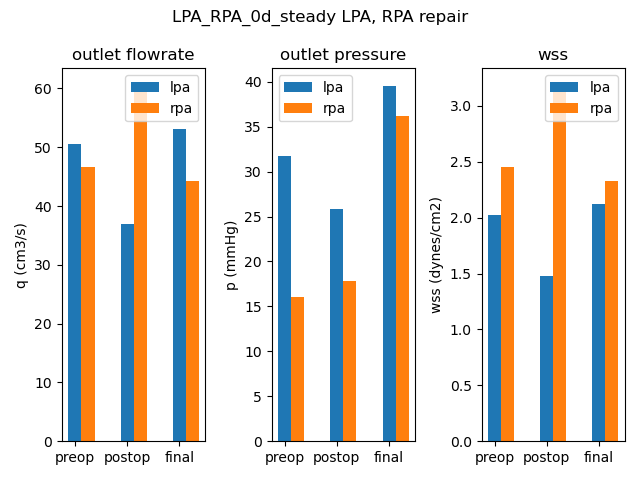 LPA_RPA_0d_steady LPA, RPA repair
outlet flowrate
q (cm3/s)
60
50
40
30
20
10
0
lpa
rpa
preop
postop
final
outlet pressure
p (mmHg)
40
35
30
25
20
15
10
5
0
lpa
rpa
preop
postop
final
wss
wss (dynes/cm2)
3.0
2.5
2.0
1.5
1.0
0.5
0.0
lpa
rpa
preop
postop
final